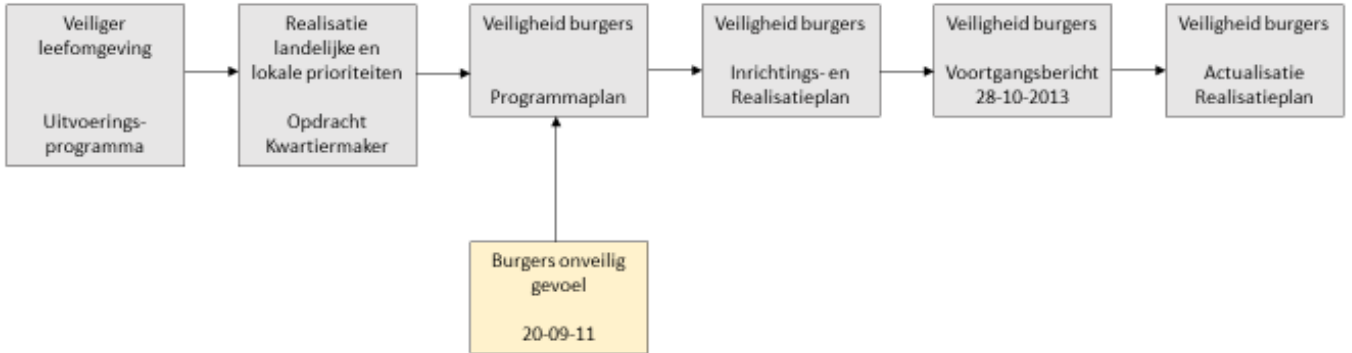 Veiliger
leefomgeving
Uitvoerings-
programma
Realisatie
landelijke en
lokale prioriteiten
Opdracht
Kwartiermaker
Veiligheid burgers
Programmaplan
Veiligheid burgers
Inrichtings- en
Realisatieplan
Veiligheid burgers
Voortgangsbericht
28-10-2013
Veiligheid burgers
Actualisatie
Realisatieplan
Burgers onveilig
gevoel
20-09-11